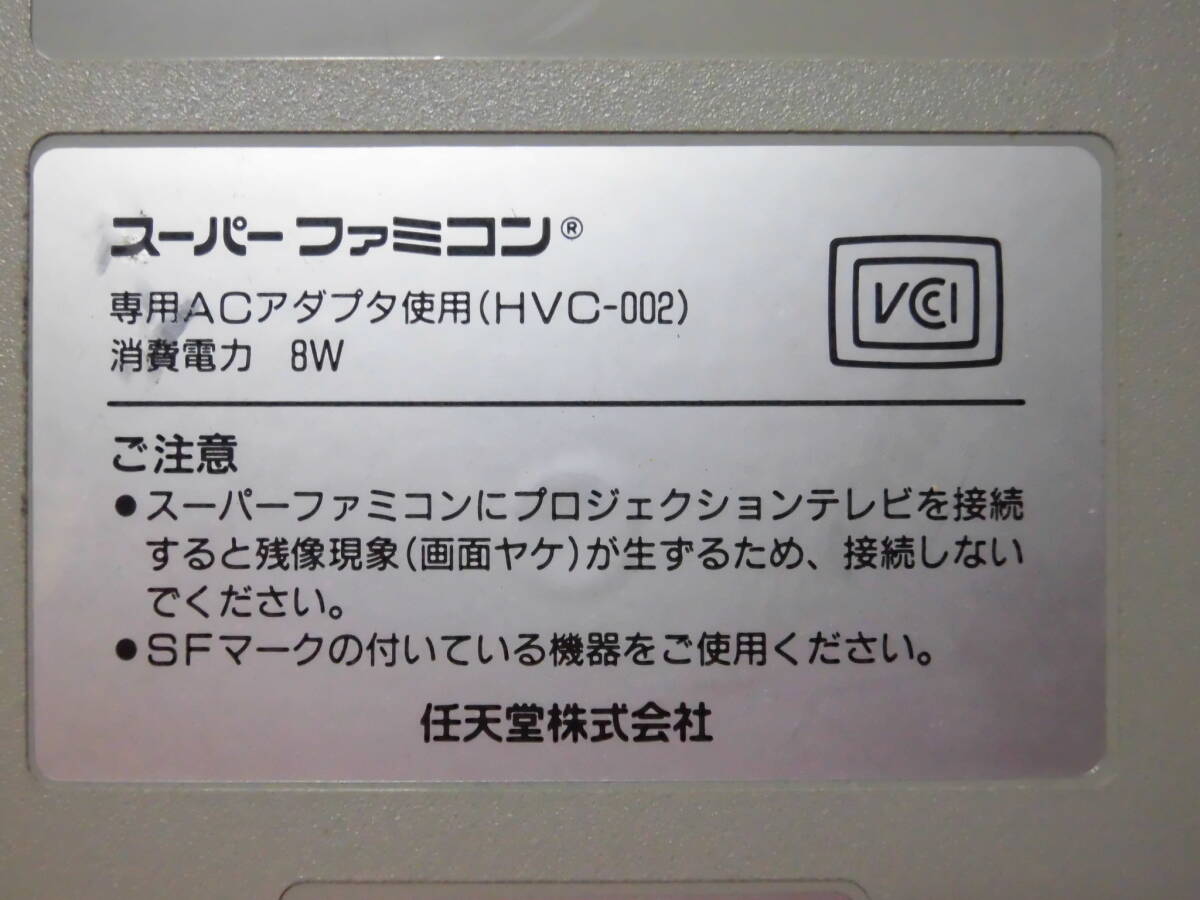 スーパーファミコン®
専用ACアダプタ使用(HVC-002)
消費電力 8W
VCCI
ご注意
●スーパーファミコンにプロジェクションテレビを接続
すると残像現象(画面ヤケ)が生ずるため、接続しない
でください。
●SFマークの付いている機器をご使用ください。
任天堂株式会社